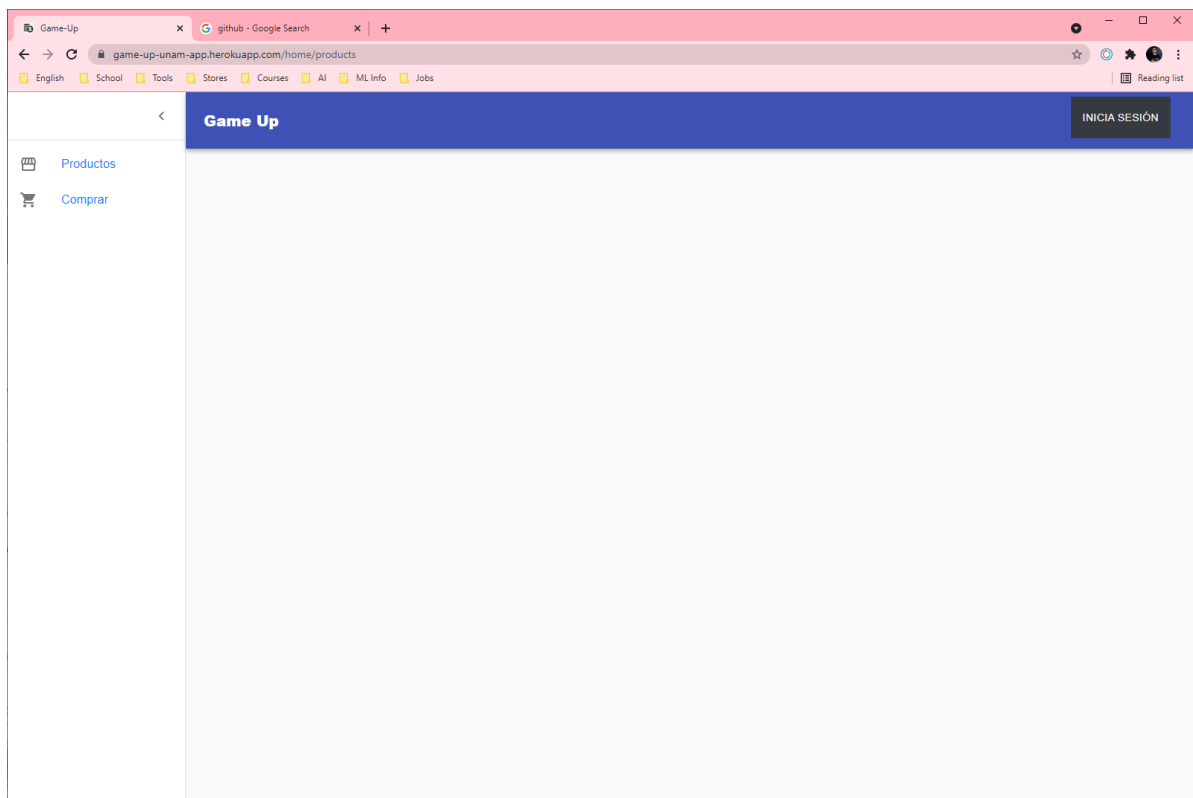 Game-Up
github - Google Search
game-up-unam-app.herokuapp.com/home/products
English School Tools Stores Courses AI ML Info Jobs Reading list
Game Up
INICIA SESIÓN
Productos
Comprar